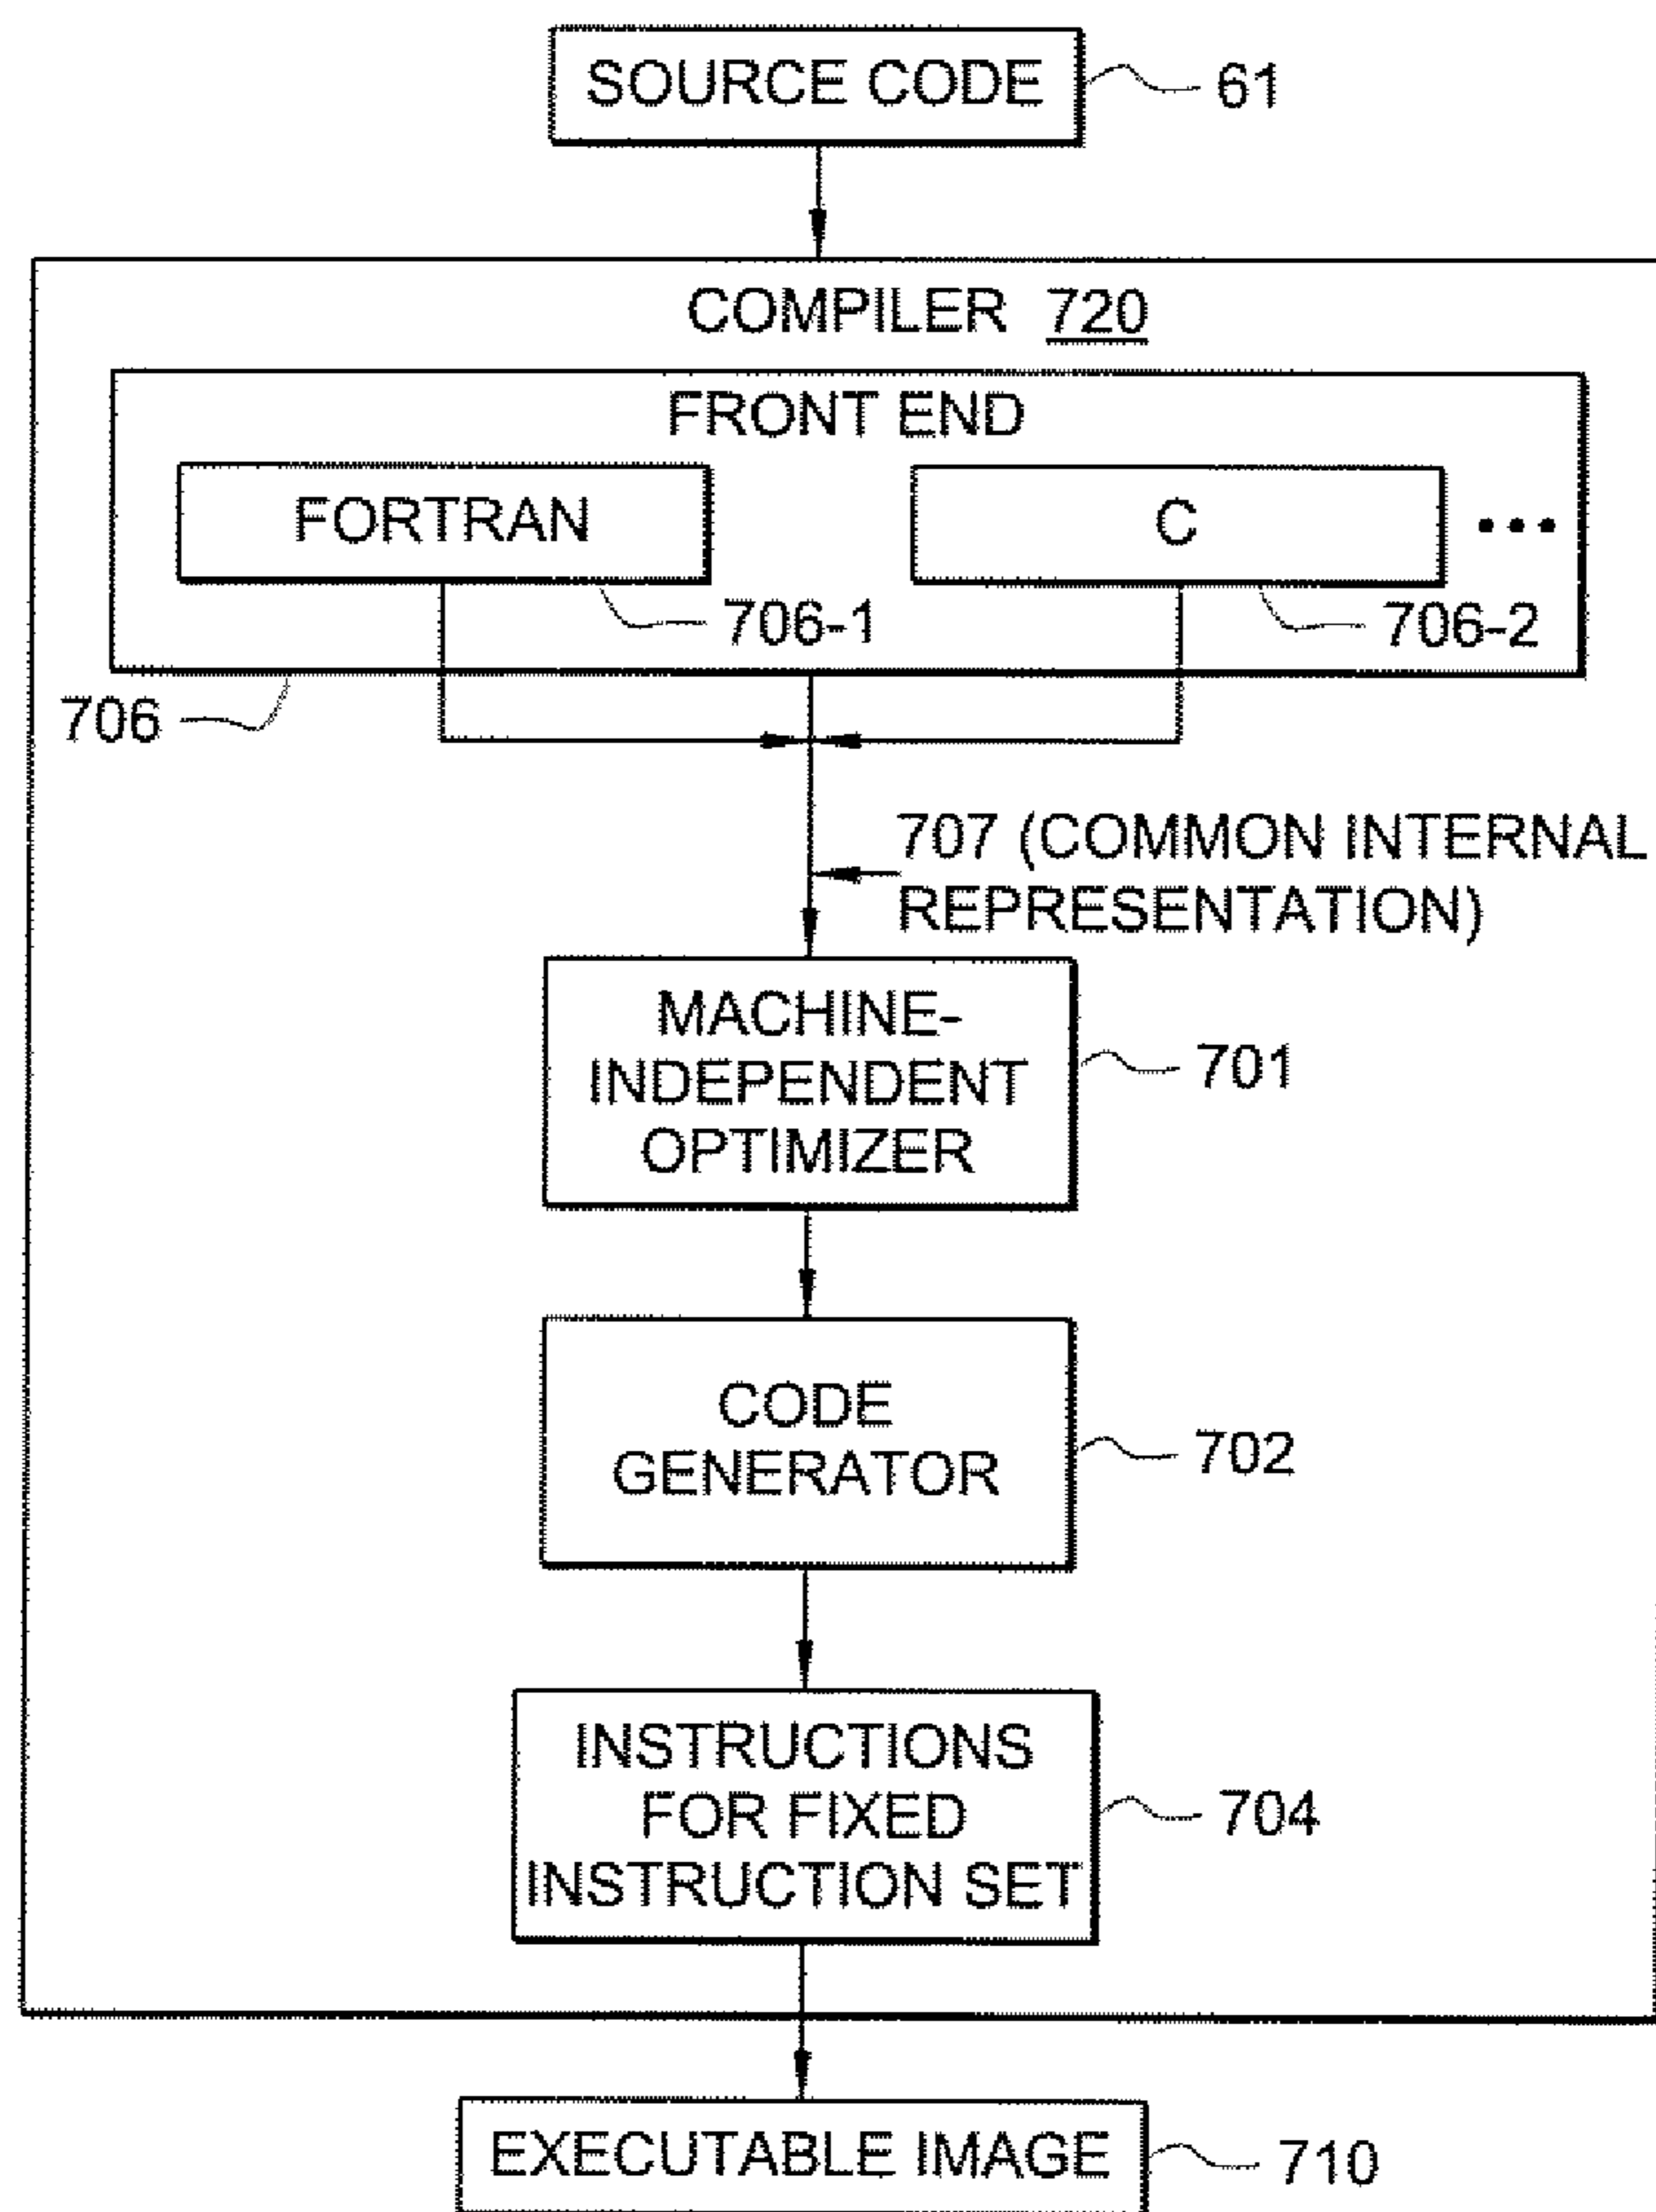 SOURCE CODE
61
COMPILER 720
FRONT END
FORTRAN
C
...
706-1
706-2
706
707 (COMMON INTERNAL
REPRESENTATION)
MACHINE-
INDEPENDENT
OPTIMIZER
701
CODE
GENERATOR
702
INSTRUCTIONS
FOR FIXED
INSTRUCTION SET
704
EXECUTABLE IMAGE
710